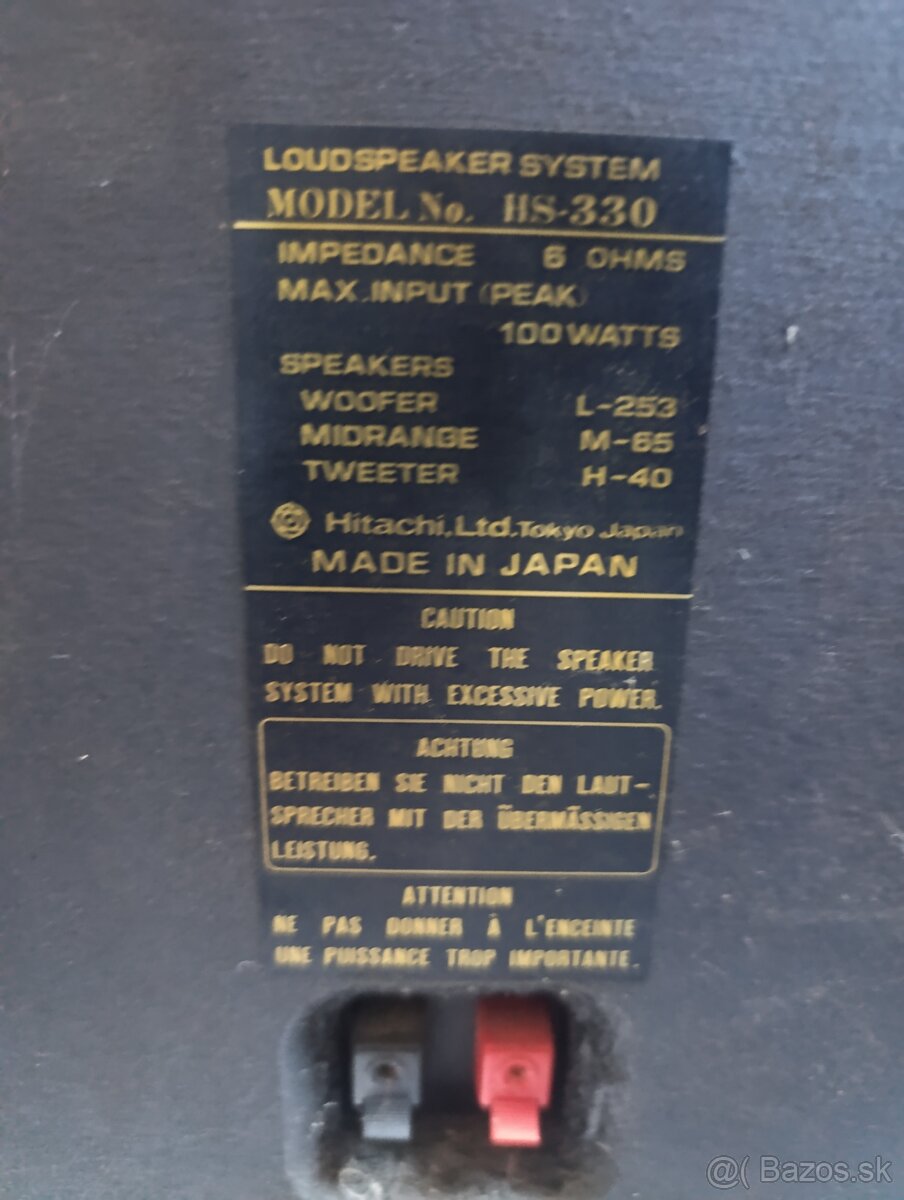 LOUDSPEAKER SYSTEM
MODEL No. HS-330
IMPEDANCE 6 OHMS
MAX.INPUT (PEAK)
100 WATTS
SPEAKERS
WOOFER L-253
MIDRANGE M-65
TWEETER H-40
Hitachi, Ltd. Tokyo Japan
MADE IN JAPAN
CAUTION
DO NOT DRIVE THE SPEAKER
SYSTEM WITH EXCESSIVE POWER.
ACHTUNG
BETREIBEN SIE NICHT DEN LAUT-
SPRECHER MIT DER ÜBERMÄSSIGEN
LEISTUNG.
ATTENTION
NE PAS DONNER À L'ENCEINTE
UNE PUISSANCE TROP IMPORTANTE.
@( Bazos.sk